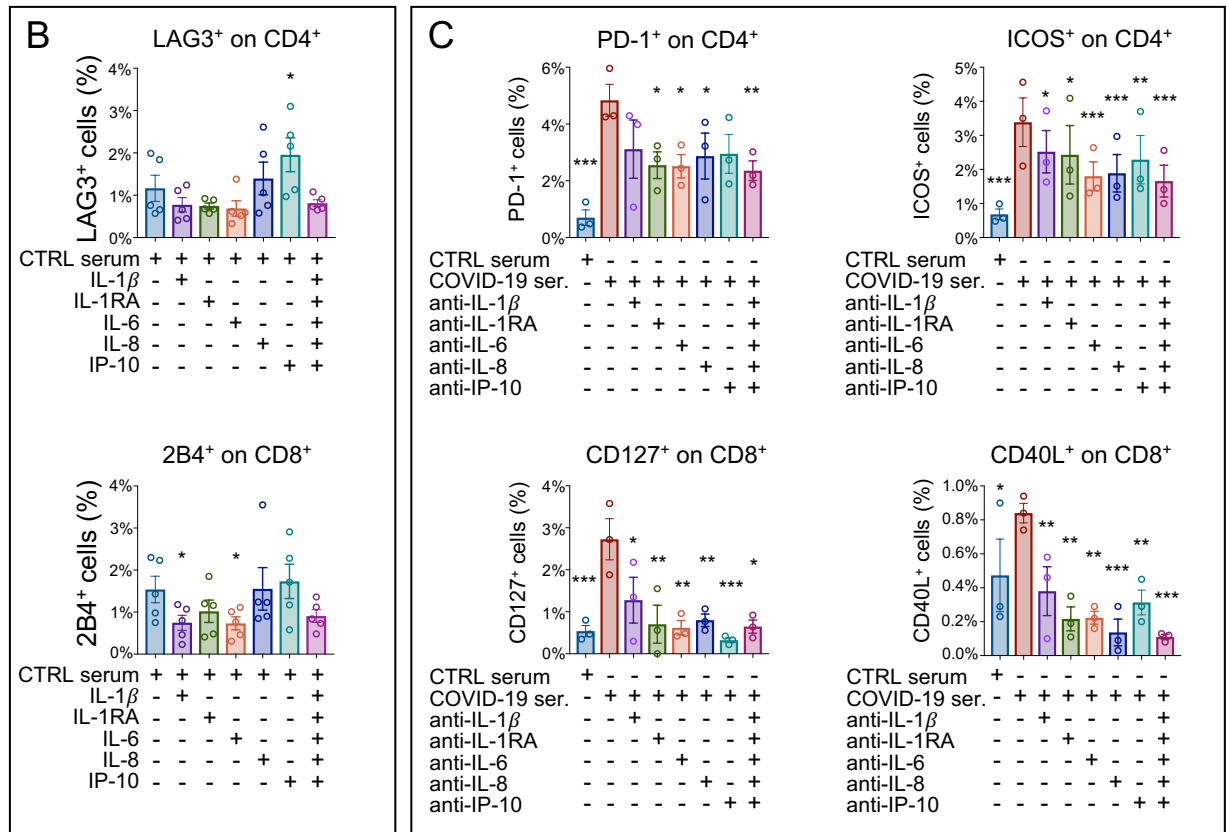 B
LAG3⁺ on CD4⁺
LAG3⁺ cells (%)
4%
3%
2%
1%
0%
*
CTRL serum + + + + + + +
IL-1β - + - - - - +
IL-1RA - - + - - - +
IL-6 - - - + - - +
IL-8 - - - - + - +
IP-10 - - - - - + +
2B4⁺ on CD8⁺
2B4⁺ cells (%)
4%
3%
2%
1%
0%
* *
CTRL serum + + + + + + +
IL-1β - + - - - - +
IL-1RA - - + - - - +
IL-6 - - - + - - +
IL-8 - - - - + - +
IP-10 - - - - - + +
C
PD-1⁺ on CD4⁺
PD-1⁺ cells (%)
6%
4%
2%
0%
*** * * * **
CTRL serum + - - - - - - -
COVID-19 ser. - + + + + + + +
anti-IL-1β - - + - - - - +
anti-IL-1RA - - - + - - - +
anti-IL-6 - - - - + - - +
anti-IL-8 - - - - - + - +
anti-IP-10 - - - - - - + +
ICOS⁺ on CD4⁺
ICOS⁺ cells (%)
5%
4%
3%
2%
1%
0%
*** * * *** *** ** ***
CTRL serum + - - - - - - -
COVID-19 ser. - + + + + + + +
anti-IL-1β - - + - - - - +
anti-IL-1RA - - - + - - - +
anti-IL-6 - - - - + - - +
anti-IL-8 - - - - - + - +
anti-IP-10 - - - - - - + +
CD127⁺ on CD8⁺
CD127⁺ cells (%)
4%
3%
2%
1%
0%
*** * ** ** ** *** *
CTRL serum + - - - - - - -
COVID-19 ser. - + + + + + + +
anti-IL-1β - - + - - - - +
anti-IL-1RA - - - + - - - +
anti-IL-6 - - - - + - - +
anti-IL-8 - - - - - + - +
anti-IP-10 - - - - - - + +
CD40L⁺ on CD8⁺
CD40L⁺ cells (%)
1.0%
0.8%
0.6%
0.4%
0.2%
0.0%
* ** ** ** *** ** ***
CTRL serum + - - - - - - -
COVID-19 ser. - + + + + + + +
anti-IL-1β - - + - - - - +
anti-IL-1RA - - - + - - - +
anti-IL-6 - - - - + - - +
anti-IL-8 - - - - - + - +
anti-IP-10 - - - - - - + +